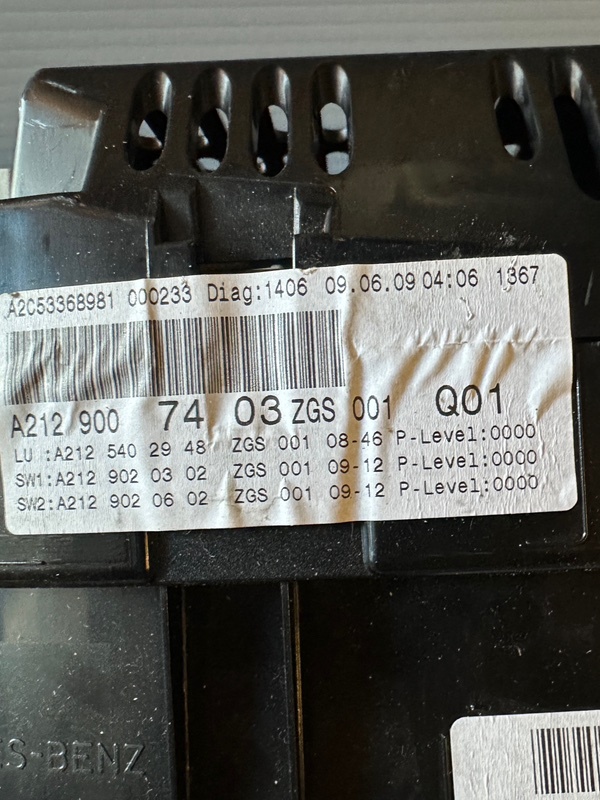 A2C53368981 000233 Diag:1406 09.06.09 04:06 1367
A212 900 74 03 ZGS 001 Q01
LU :A212 540 29 48 ZGS 001 08-46 P-Level:0000
SW1:A212 902 03 02 ZGS 001 09-12 P-Level:0000
SW2:A212 902 06 02 ZGS 001 09-12 P-Level:0000
ES-BENZ